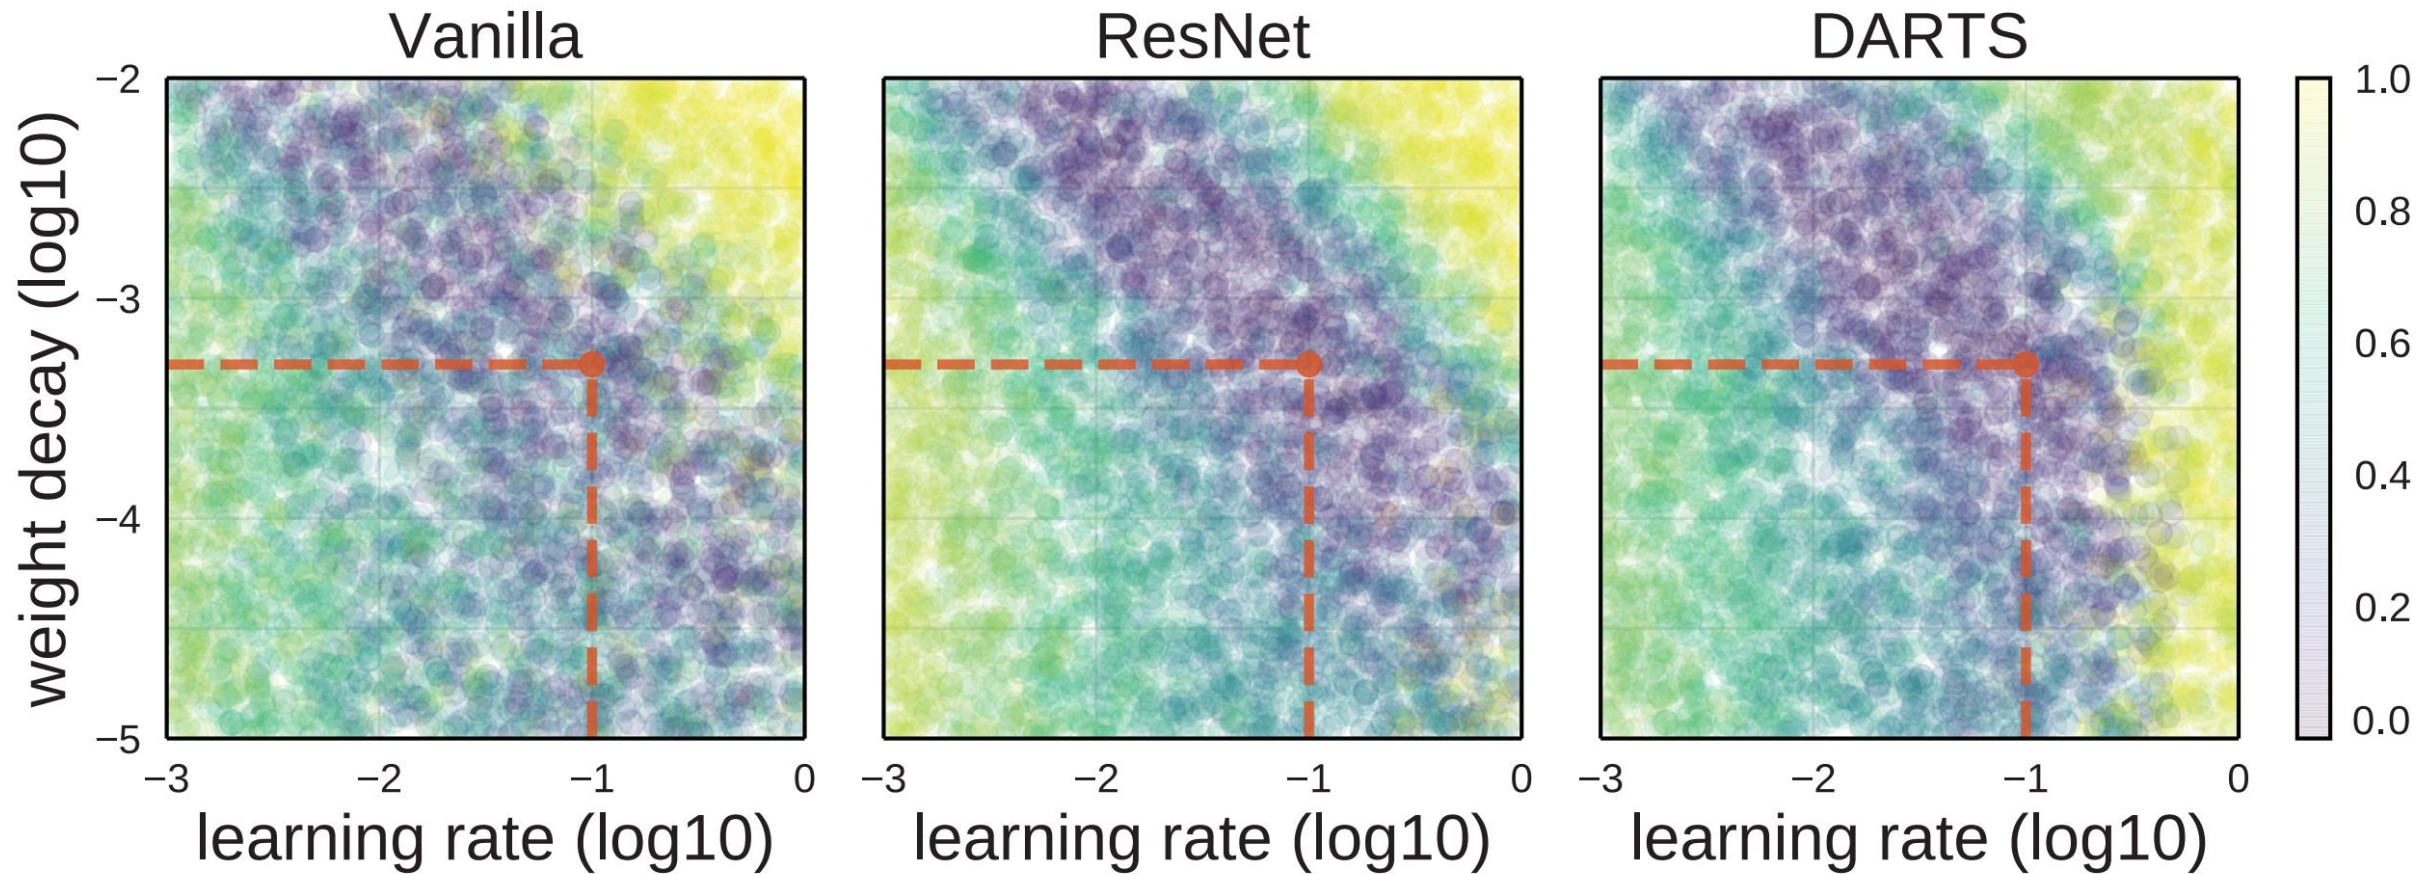 Vanilla
ResNet
DARTS
weight decay (log10)
−2
−3
−4
−5
−3 −2 −1 0
−3 −2 −1 0
−3 −2 −1 0
learning rate (log10)
learning rate (log10)
learning rate (log10)
1.0
0.8
0.6
0.4
0.2
0.0